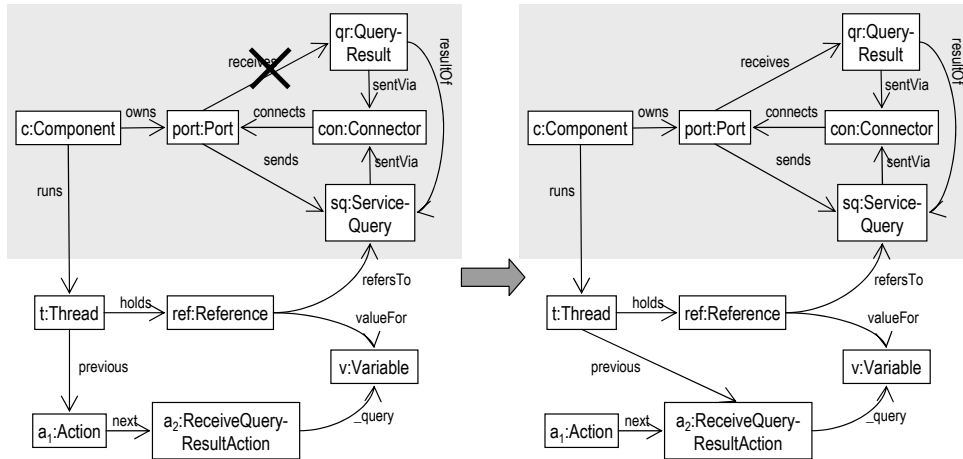 qr:Query-
Result
receives
resultOf
sentVia
owns
connects
c:Component
port:Port
con:Connector
sends
sentVia
runs
sq:Service-
Query
refersTo
holds
t:Thread
ref:Reference
valueFor
previous
v:Variable
a1:Action
next
a2:ReceiveQuery-
ResultAction
_query
qr:Query-
Result
receives
resultOf
sentVia
owns
connects
c:Component
port:Port
con:Connector
sends
sentVia
runs
sq:Service-
Query
refersTo
holds
t:Thread
ref:Reference
valueFor
previous
v:Variable
a1:Action
next
a2:ReceiveQuery-
ResultAction
_query